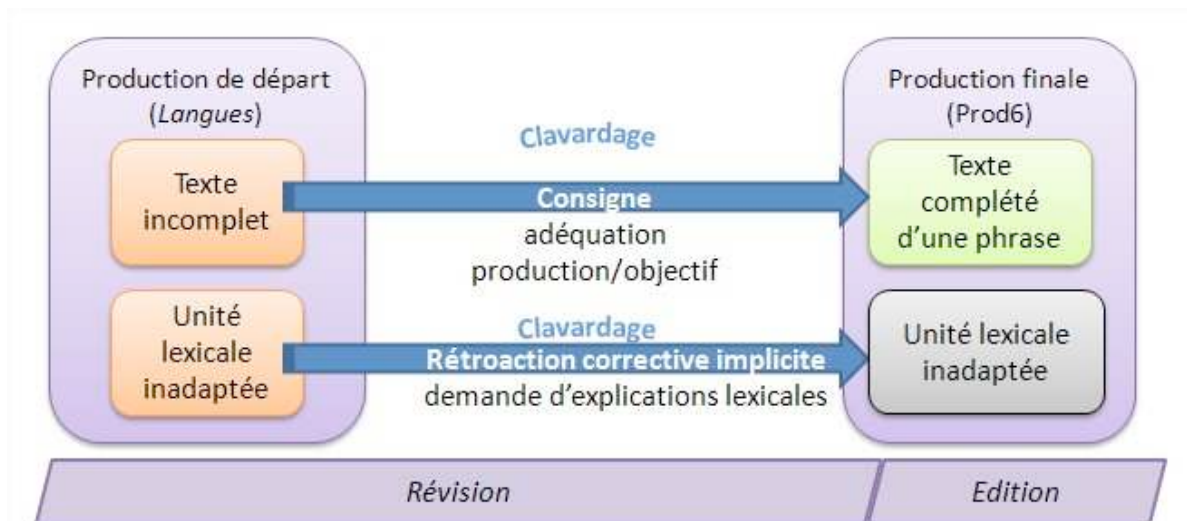 Production de départ
(Langues)
Texte
incomplet
Unité
lexicale
inadaptée
Clavardage
Consigne
adéquation
production/objectif
Clavardage
Rétroaction corrective implicite
demande d'explications lexicales
Production finale
(Prod6)
Texte
complété
d'une phrase
Unité lexicale
inadaptée
Révision
Edition